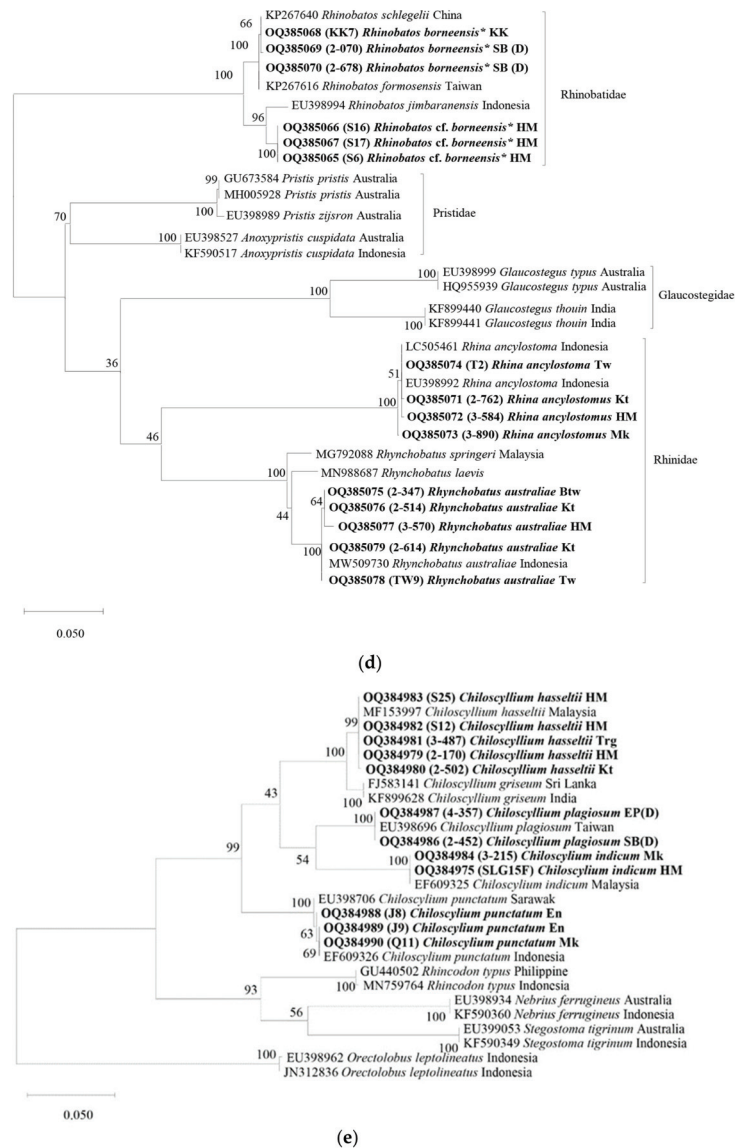 KP267640 Rhinobatos schlegelii China
66
OQ385068 (KK7) Rhinobatos borneensis* KK
OQ385069 (2-070) Rhinobatos borneensis* SB (D)
100
OQ385070 (2-678) Rhinobatos borneensis* SB (D)
100
KP267616 Rhinobatos formosensis Taiwan
Rhinobatidae
EU398994 Rhinobatos jimbaranensis Indonesia
96
OQ385066 (S16) Rhinobatos cf. borneensis* HM
OQ385067 (S17) Rhinobatos cf. borneensis* HM
100
OQ385065 (S6) Rhinobatos cf. borneensis* HM
99
GU673584 Pristis pristis Australia
MH005928 Pristis pristis Australia
100
EU398989 Pristis zijsron Australia
Pristidae
70
EU398527 Anoxypristis cuspidata Australia
100
KF590517 Anoxypristis cuspidata Indonesia
100
EU398999 Glaucostegus typus Australia
HQ955939 Glaucostegus typus Australia
100
Glaucostegidae
KF899440 Glaucostegus thouin India
100
KF899441 Glaucostegus thouin India
36
LC505461 Rhina ancylostoma Indonesia
OQ385074 (T2) Rhina ancylostoma Tw
51
EU398992 Rhina ancylostoma Indonesia
OQ385071 (2-762) Rhina ancylostomus Kt
100
OQ385072 (3-584) Rhina ancylostomus HM
OQ385073 (3-890) Rhina ancylostomus Mk
46
MG792088 Rhynchobatus springeri Malaysia
Rhinidae
100
MN988687 Rhynchobatus laevis
OQ385075 (2-347) Rhynchobatus australiae Btw
64
OQ385076 (2-514) Rhynchobatus australiae Kt
44
OQ385077 (3-570) Rhynchobatus australiae HM
OQ385079 (2-614) Rhynchobatus australiae Kt
100
MW509730 Rhynchobatus australiae Indonesia
OQ385078 (TW9) Rhynchobatus australiae Tw
0.050
(d)
OQ384983 (S25) Chiloscyllium hasseltii HM
MF153997 Chiloscyllium hasseltii Malaysia
99
OQ384982 (S12) Chiloscyllium hasseltii HM
OQ384981 (3-487) Chiloscyllium hasseltii Trg
100
OQ384979 (2-170) Chiloscyllium hasseltii HM
OQ384980 (2-502) Chiloscyllium hasseltii Kt
43
FJ583141 Chiloscyllium griseum Sri Lanka
100
KF899628 Chiloscyllium griseum India
OQ384987 (4-357) Chiloscyllium plagiosum EP(D)
EU398696 Chiloscyllium plagiosum Taiwan
100
OQ384986 (2-452) Chiloscyllium plagiosum SB(D)
99
54
100
OQ384984 (3-215) Chiloscylium indicum Mk
OQ384975 (SLG15F) Chiloscylium indicum HM
EF609325 Chiloscyllium indicum Malaysia
100
EU398706 Chiloscyllium punctatum Sarawak
OQ384988 (J8) Chiloscylium punctatum En
63
OQ384989 (J9) Chiloscylium punctatum En
OQ384990 (Q11) Chiloscylium punctatum Mk
69
EF609326 Chiloscyllium punctatum Indonesia
93
GU440502 Rhincodon typus Philippine
100
MN759764 Rhincodon typus Indonesia
EU398934 Nebrius ferrugineus Australia
56
100
KF590360 Nebrius ferrugineus Indonesia
EU399053 Stegostoma tigrinum Australia
100
KF590349 Stegostoma tigrinum Indonesia
100
EU398962 Orectolobus leptolineatus Indonesia
JN312836 Orectolobus leptolineatus Indonesia
0.050
(e)